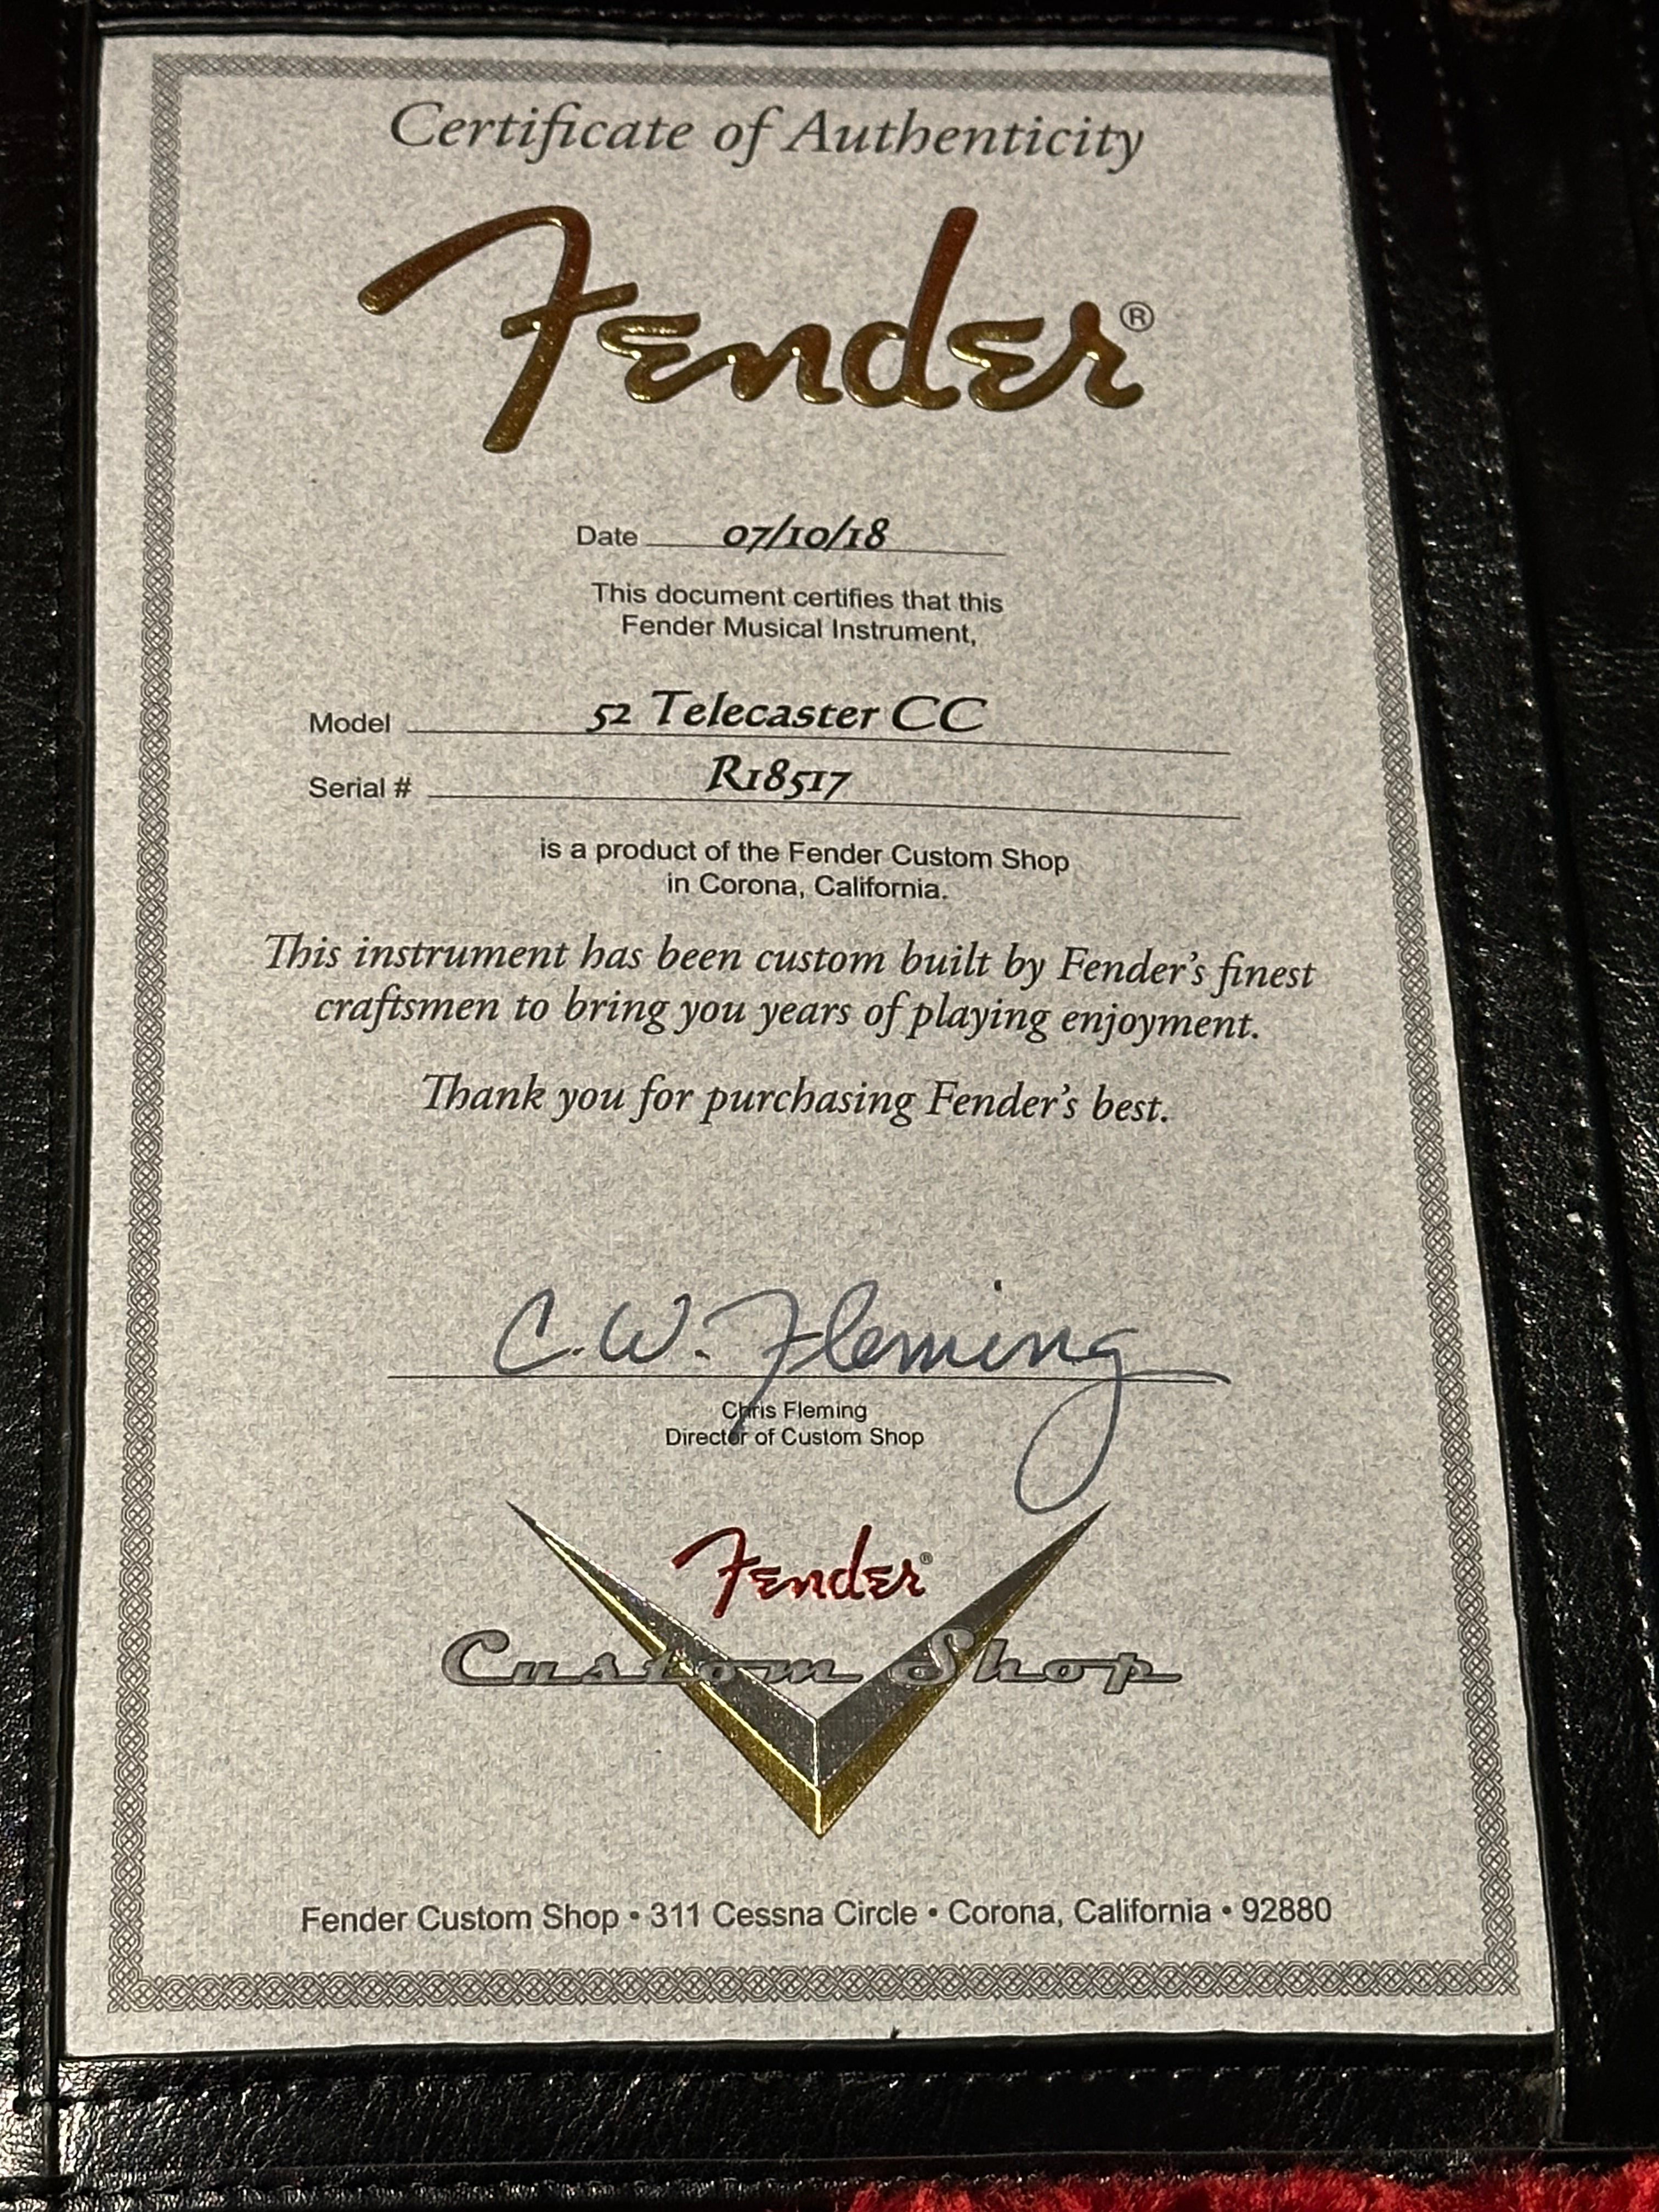 Certificate of Authenticity
Fender®
Date 07/10/18
This document certifies that this
Fender Musical Instrument,
Model 52 Telecaster CC
Serial # R18517
is a product of the Fender Custom Shop
in Corona, California.
This instrument has been custom built by Fender's finest
craftsmen to bring you years of playing enjoyment.
Thank you for purchasing Fender's best.
C.W. Fleming
Chris Fleming
Director of Custom Shop
Fender®
Custom Shop
Fender Custom Shop • 311 Cessna Circle • Corona, California • 92880